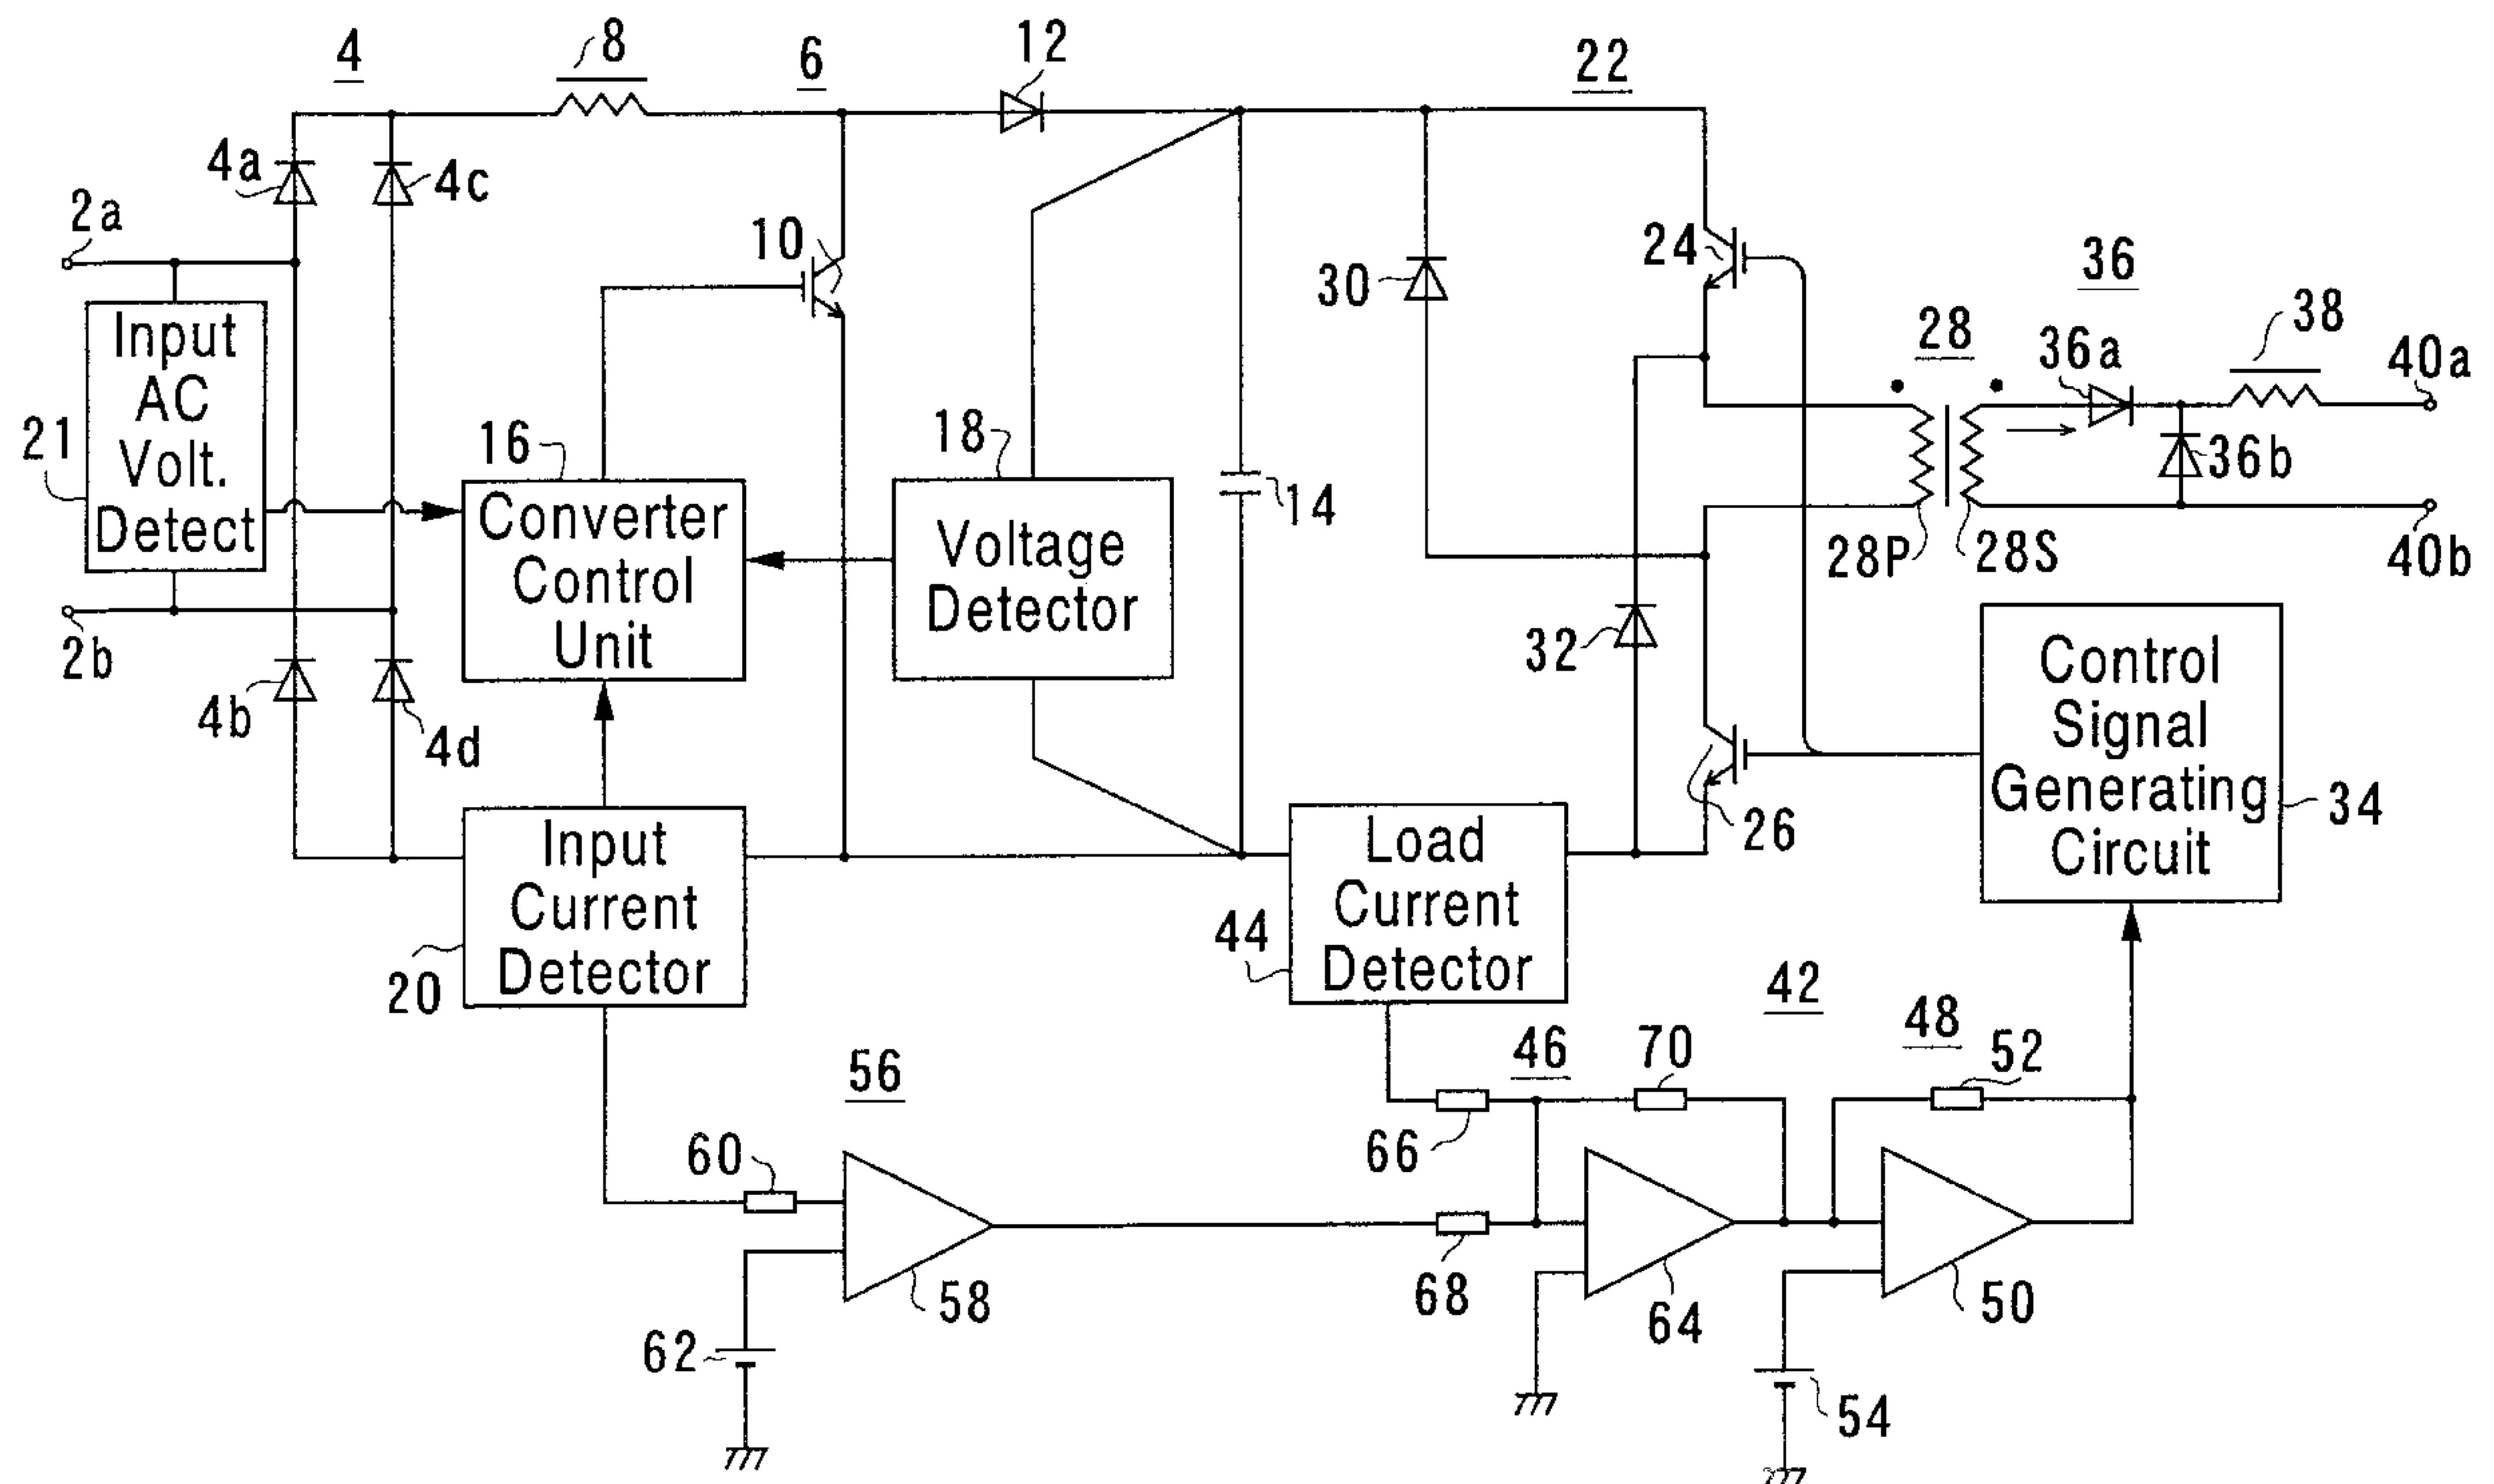 4
8
6
12
22
4a
4c
2a
10
24
36
30
38
Input
AC
Volt.
Detect
28
36a
40a
21
16
18
14
36b
Converter
Control
Unit
Voltage
Detector
28P
28S
40b
2b
32
4b
4d
Control
Signal
Generating
Circuit
34
26
Input
Current
Detector
20
Load
Current
Detector
44
42
56
46
70
48
52
60
66
58
68
64
50
62
54